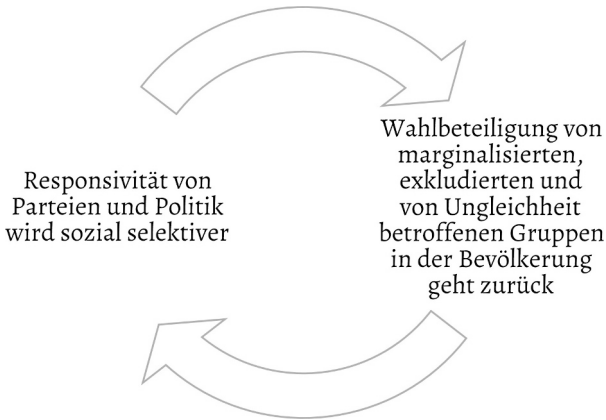 Responsivität von
Parteien und Politik
wird sozial selektiver
Wahlbeteiligung von
marginalisierten,
exkludierten und
von Ungleichheit
betroffenen Gruppen
in der Bevölkerung
geht zurück